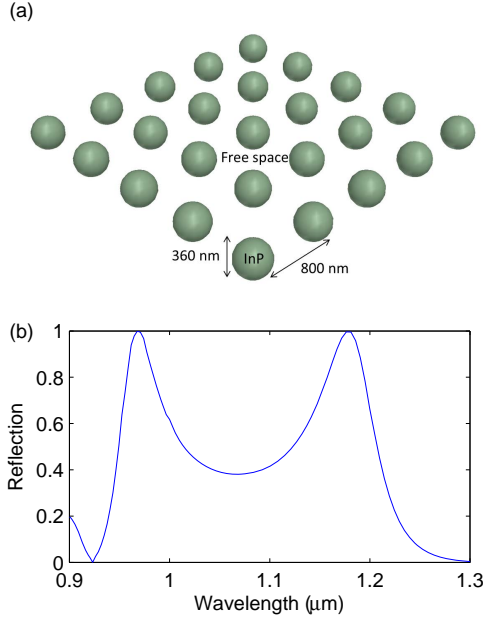 (a)
Free space
360 nm
InP
800 nm
(b)
1
0.8
0.6
0.4
0.2
0
Reflection
0.9
1
1.1
1.2
1.3
Wavelength (μm)